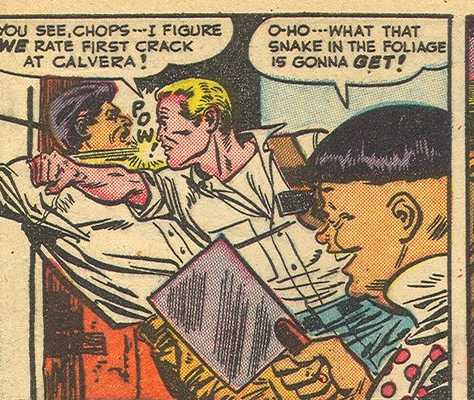 YOU SEE, CHOPS---I FIGURE
WE RATE FIRST CRACK
AT CALVERA!
O-HO---WHAT THAT
SNAKE IN THE FOLIAGE
IS GONNA GET!
POW!